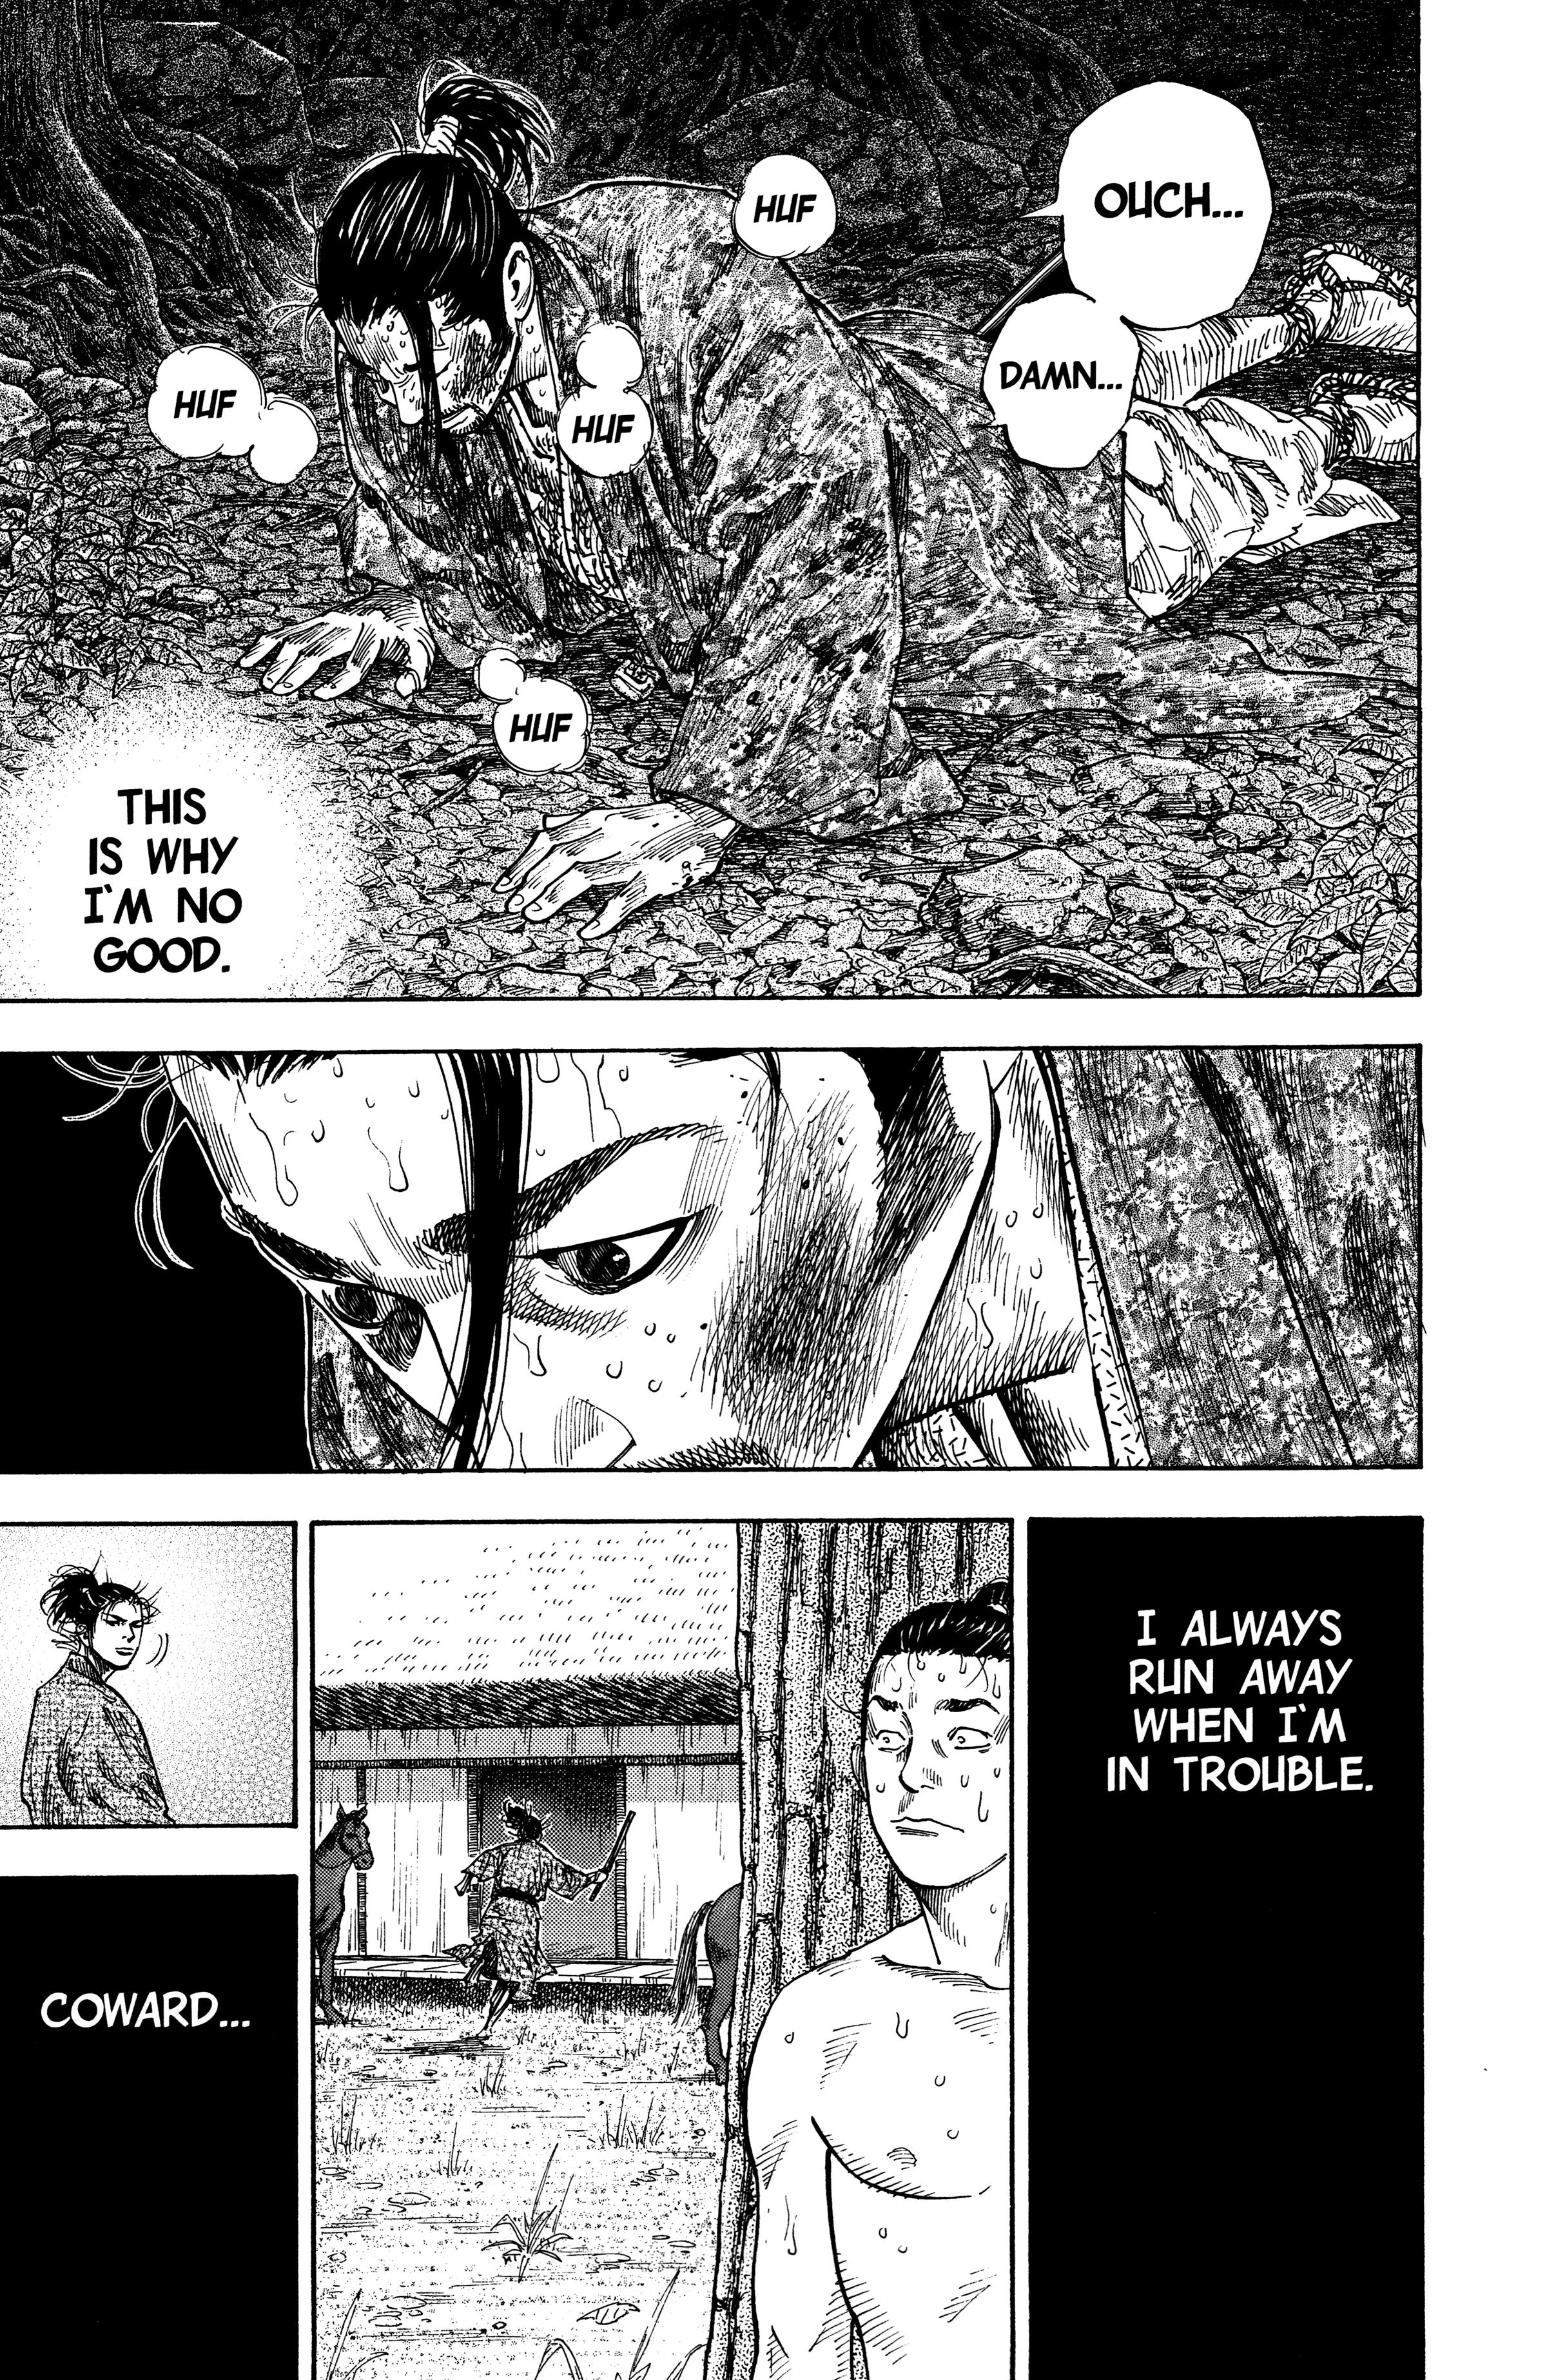 OUCH...
DAMN...
HUF
HUF
HUF
HUF
THIS
IS WHY
I'M NO
GOOD.
I ALWAYS
RUN AWAY
WHEN I'M
IN TROUBLE.
COWARD...